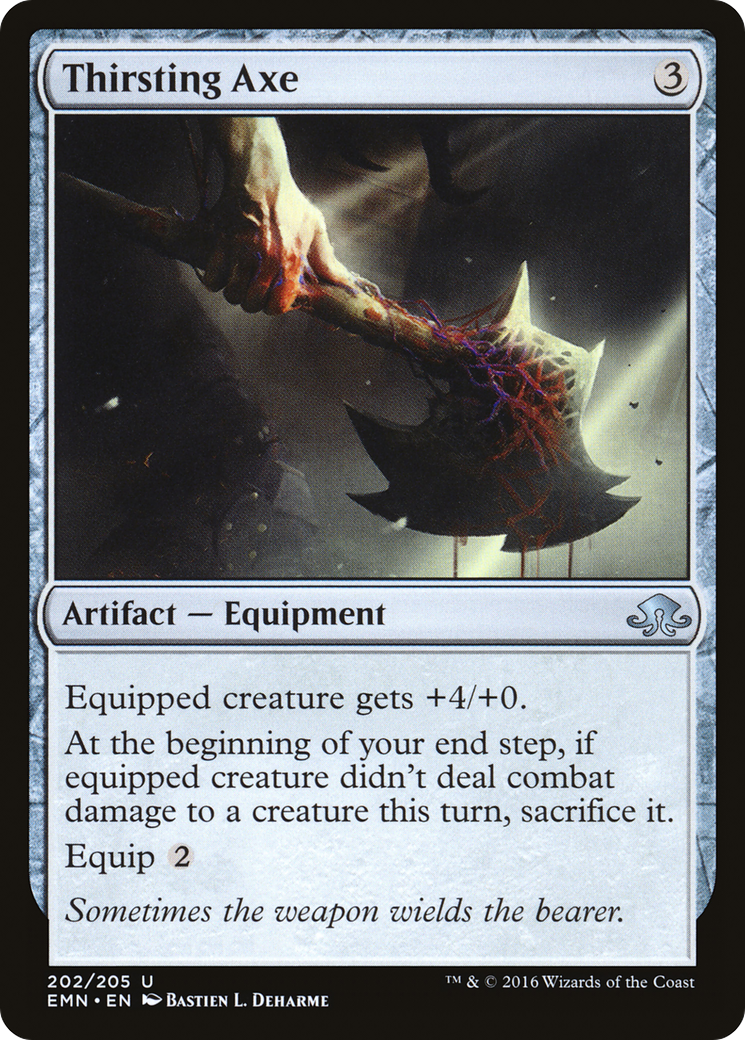 Thirsting Axe 3
Artifact — Equipment
Equipped creature gets +4/+0.
At the beginning of your end step, if
equipped creature didn't deal combat
damage to a creature this turn, sacrifice it.
Equip 2
Sometimes the weapon wields the bearer.
202/205 U
™ & © 2016 Wizards of the Coast
EMN • EN Bastien L. Deharme